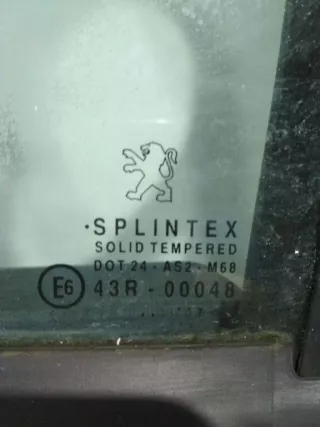 ·SPLINTEX
SOLID TEMPERED
DOT 24 - AS2 - M68
E6 43R - 00048